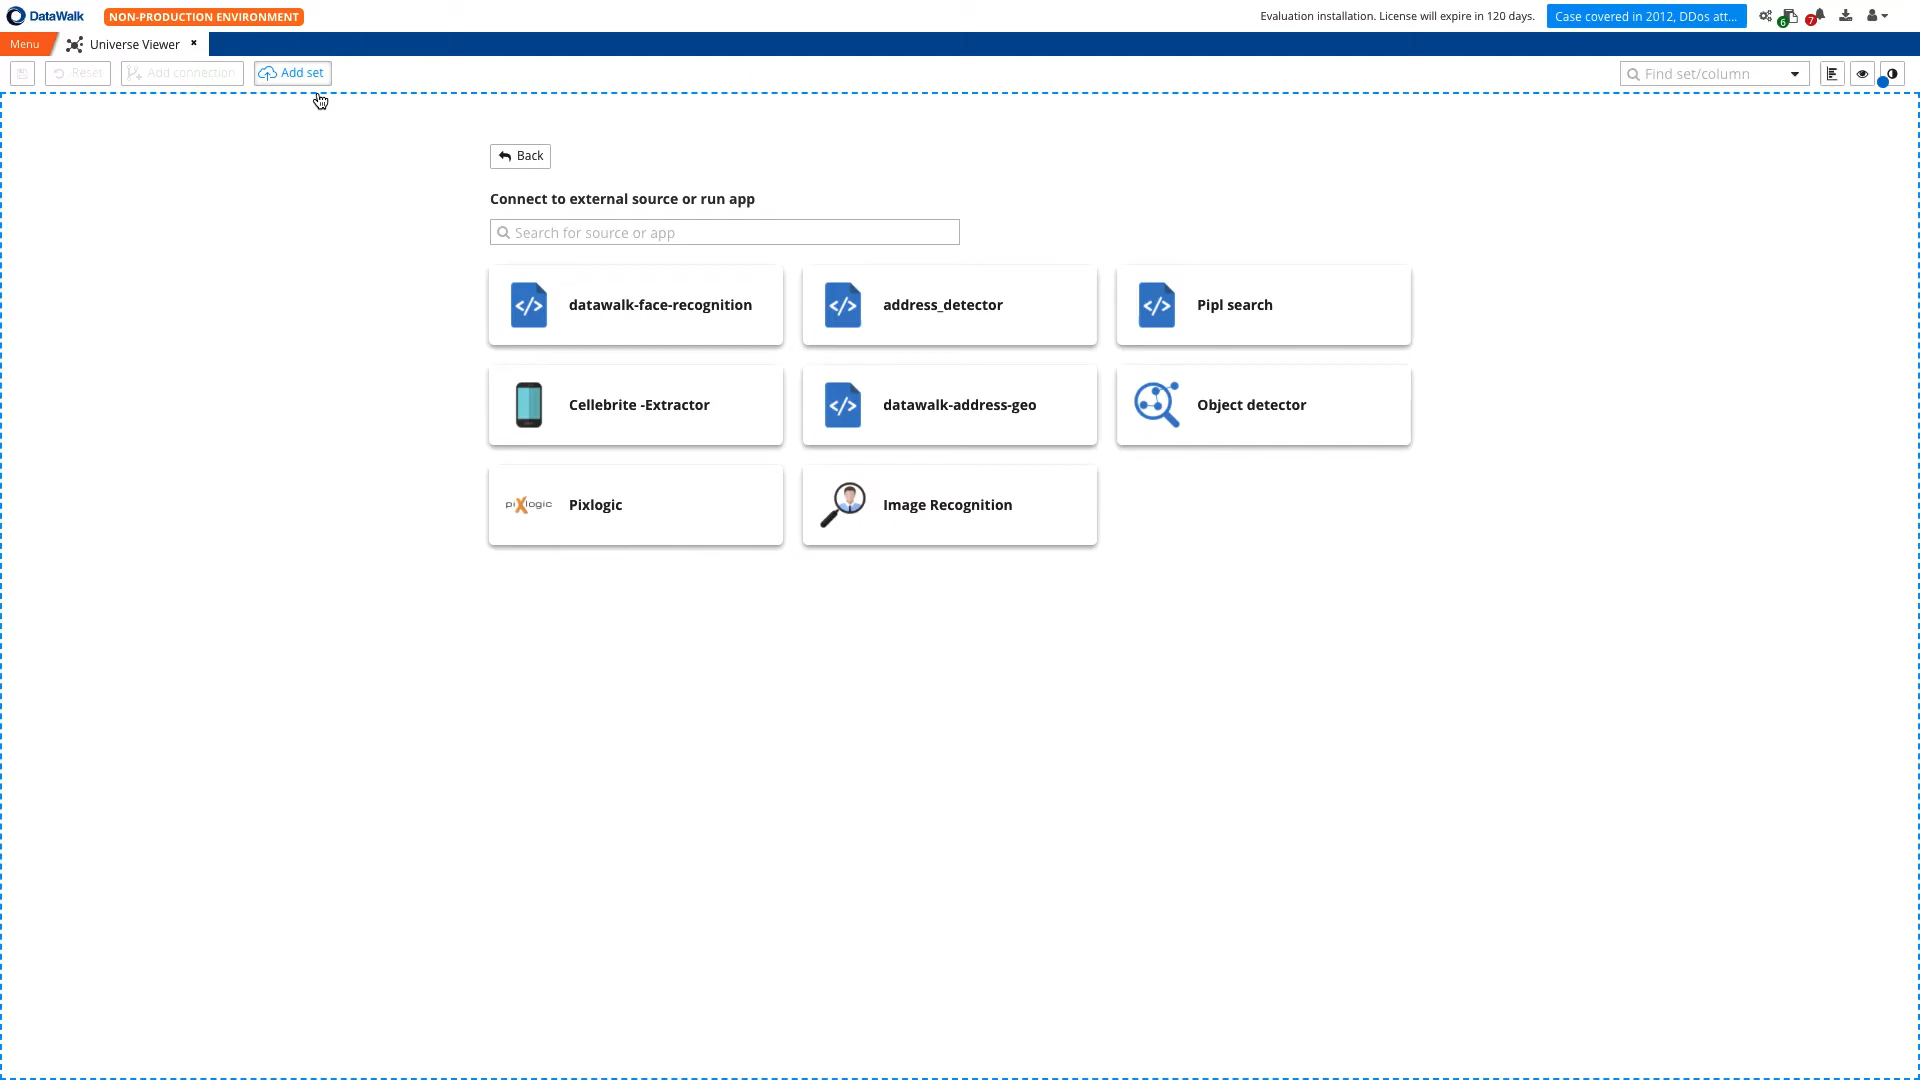 DataWalk
NON-PRODUCTION ENVIRONMENT
Evaluation installation. License will expire in 120 days.
Case covered in 2012, DDos att...
6
7
Menu
Universe Viewer
Reset
Add connection
Add set
Find set/column
Back
Connect to external source or run app
Search for source or app
datawalk-face-recognition
address_detector
Pipl search
Cellebrite -Extractor
datawalk-address-geo
Object detector
piXlogic
Pixlogic
Image Recognition